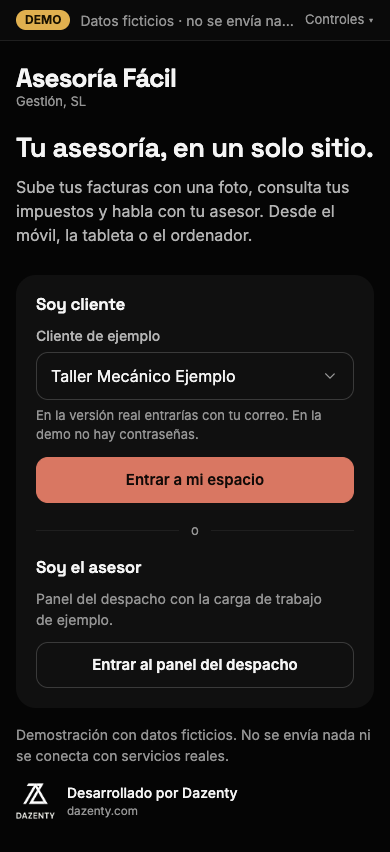 DEMO Datos ficticios · no se envía na... Controles ▾
Asesoría Fácil
Gestión, SL
Tu asesoría, en un solo sitio.
Sube tus facturas con una foto, consulta tus
impuestos y habla con tu asesor. Desde el
móvil, la tableta o el ordenador.
Soy cliente
Cliente de ejemplo
Taller Mecánico Ejemplo
En la versión real entrarías con tu correo. En la
demo no hay contraseñas.
Entrar a mi espacio
o
Soy el asesor
Panel del despacho con la carga de trabajo
de ejemplo.
Entrar al panel del despacho
Demostración con datos ficticios. No se envía nada ni
se conecta con servicios reales.
DAZENTY
Desarrollado por Dazenty
dazenty.com